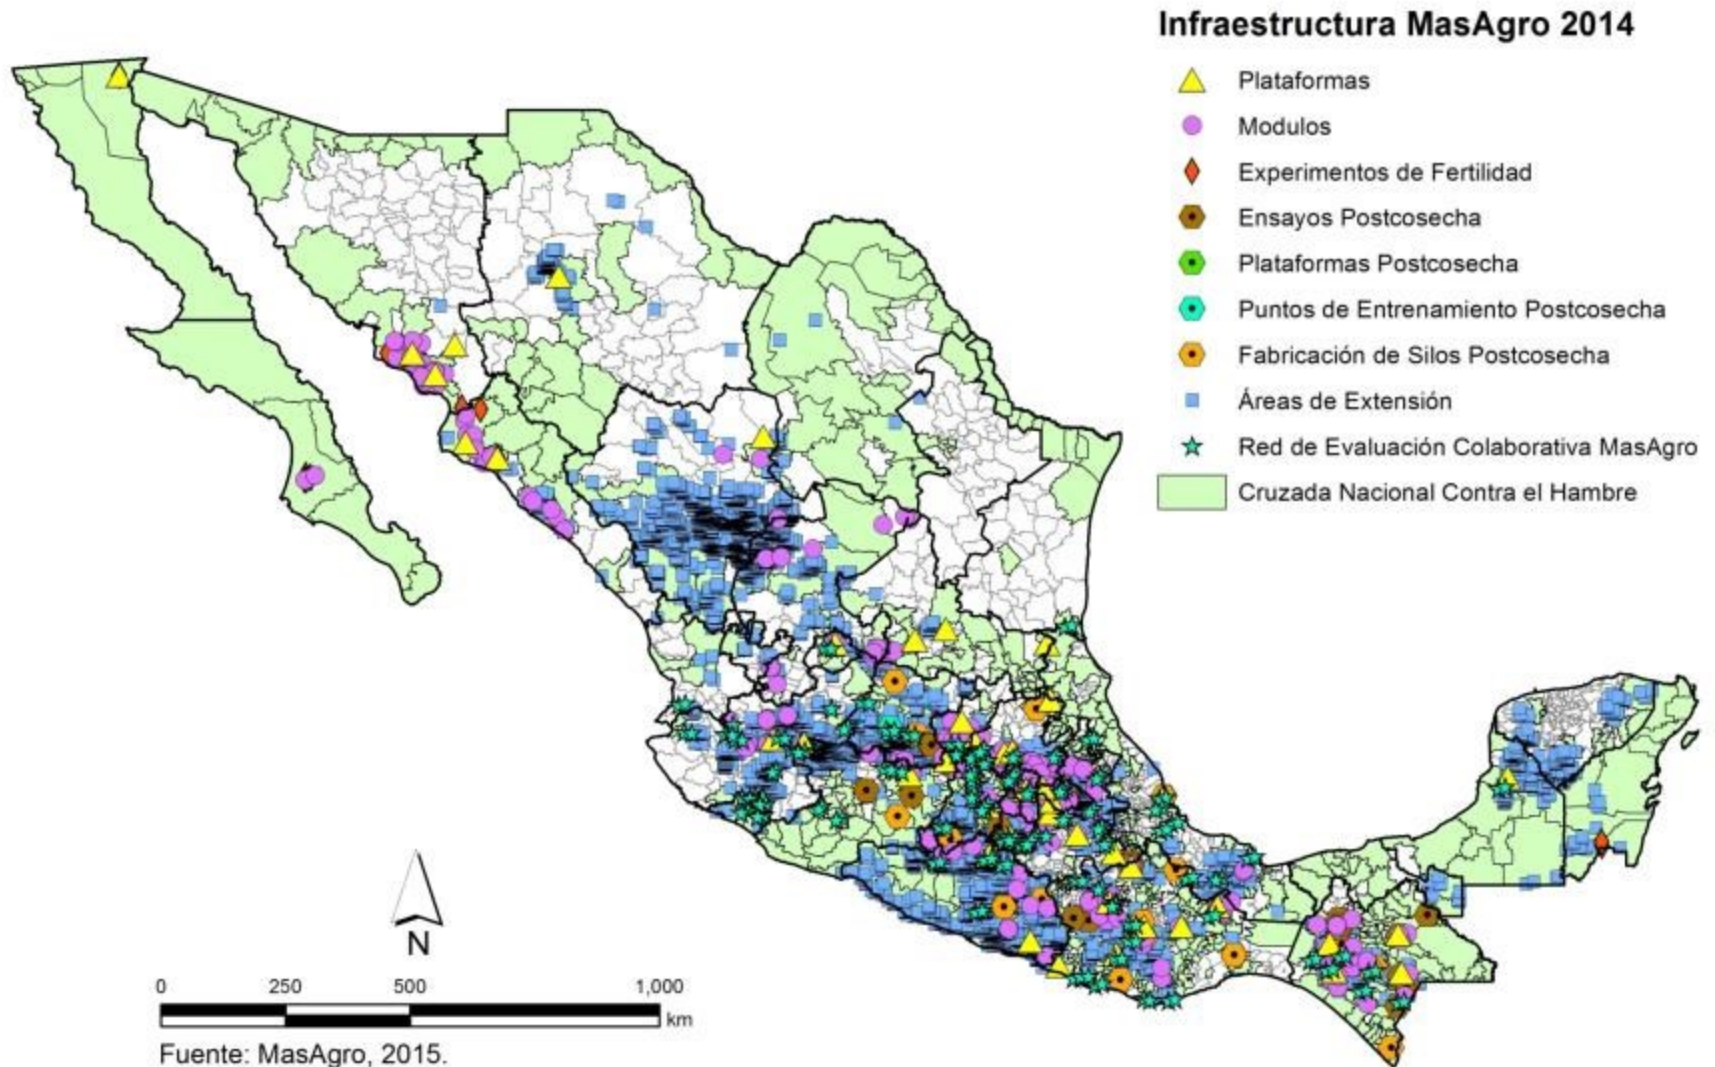 Infraestructura MasAgro 2014
Plataformas
Modulos
Experimentos de Fertilidad
Ensayos Postcosecha
Plataformas Postcosecha
Puntos de Entrenamiento Postcosecha
Fabricación de Silos Postcosecha
Áreas de Extensión
Red de Evaluación Colaborativa MasAgro
Cruzada Nacional Contra el Hambre
N
0 250 500 1,000
km
Fuente: MasAgro, 2015.